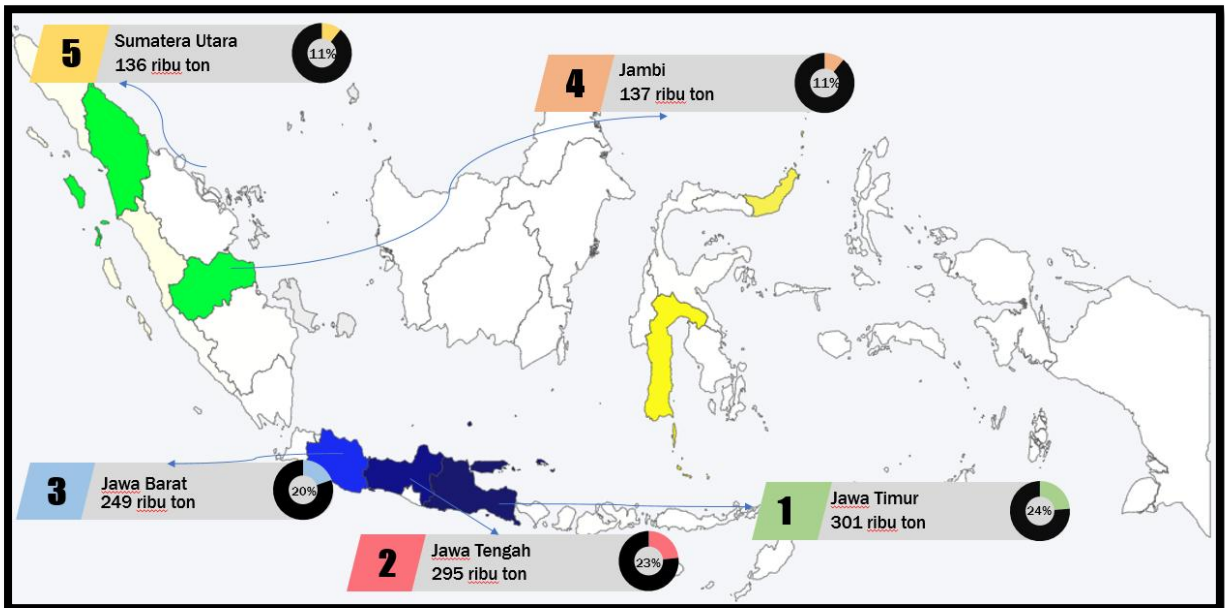 5
Sumatera Utara
136 ribu ton
11%
4
Jambi
137 ribu ton
11%
3
Jawa Barat
249 ribu ton
20%
1
Jawa Timur
301 ribu ton
24%
2
Jawa Tengah
295 ribu ton
23%